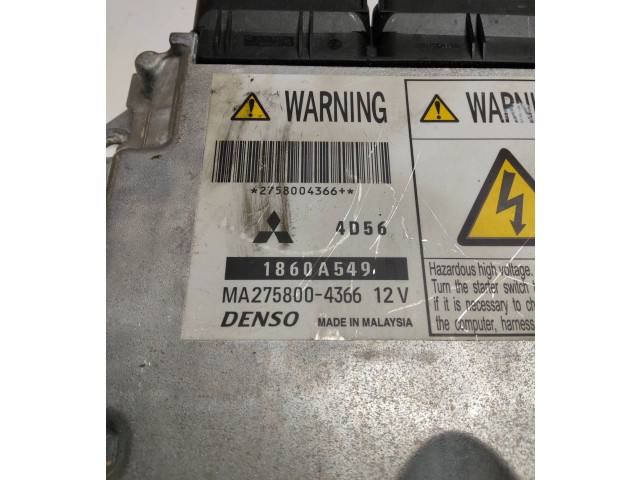 WARNING
*2758004366+*
4D56
1860A549
MA275800-4366 12V
DENSO MADE IN MALAYSIA
WARN
Hazardous high voltage.
Turn the starter switch
if it is necessary to ch
the computer, harness